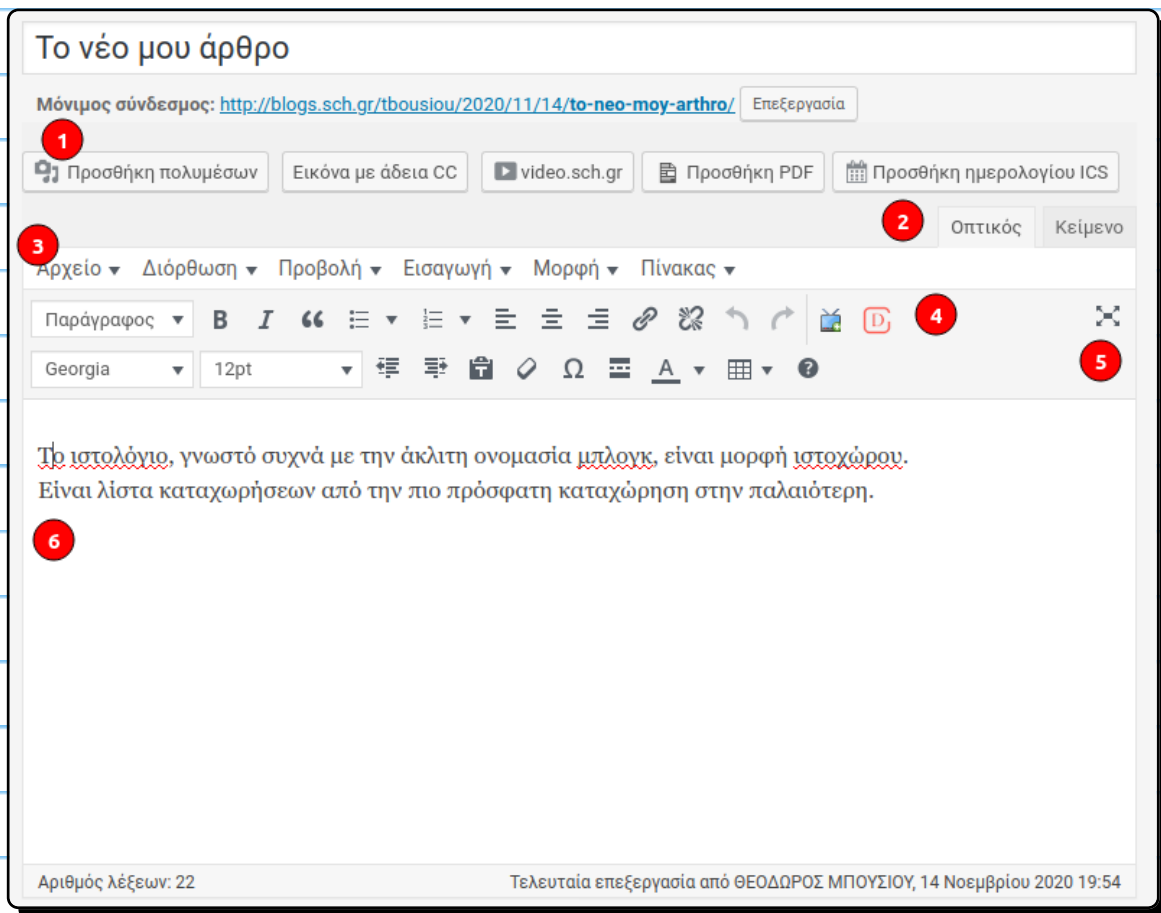 Το νέο μου άρθρο
Μόνιμος σύνδεσμος: http://blogs.sch.gr/tbousiou/2020/11/14/to-neo-moy-arthro/ Επεξεργασία
1
Προσθήκη πολυμέσων Εικόνα με άδεια CC video.sch.gr Προσθήκη PDF Προσθήκη ημερολογίου ICS
2 Οπτικός Κείμενο
3
Αρχείο Διόρθωση Προβολή Εισαγωγή Μορφή Πίνακας
Παράγραφος B I D 4
Georgia 12pt T Ω A ? 5
Το ιστολόγιο, γνωστό συχνά με την άκλιτη ονομασία μπλογκ, είναι μορφή ιστοχώρου.
Είναι λίστα καταχωρήσεων από την πιο πρόσφατη καταχώρηση στην παλαιότερη.
6
Αριθμός λέξεων: 22 Τελευταία επεξεργασία από ΘΕΟΔΩΡΟΣ ΜΠΟΥΣΙΟΥ, 14 Νοεμβρίου 2020 19:54